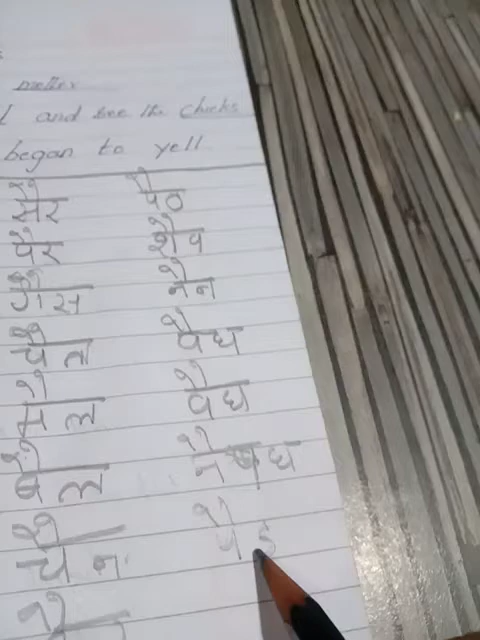 matter
and see the chicks
began to yell
सैर पैठ
पैर शैव
गैस नैन
चैत वैध
मैल वैध
बैल
चैन